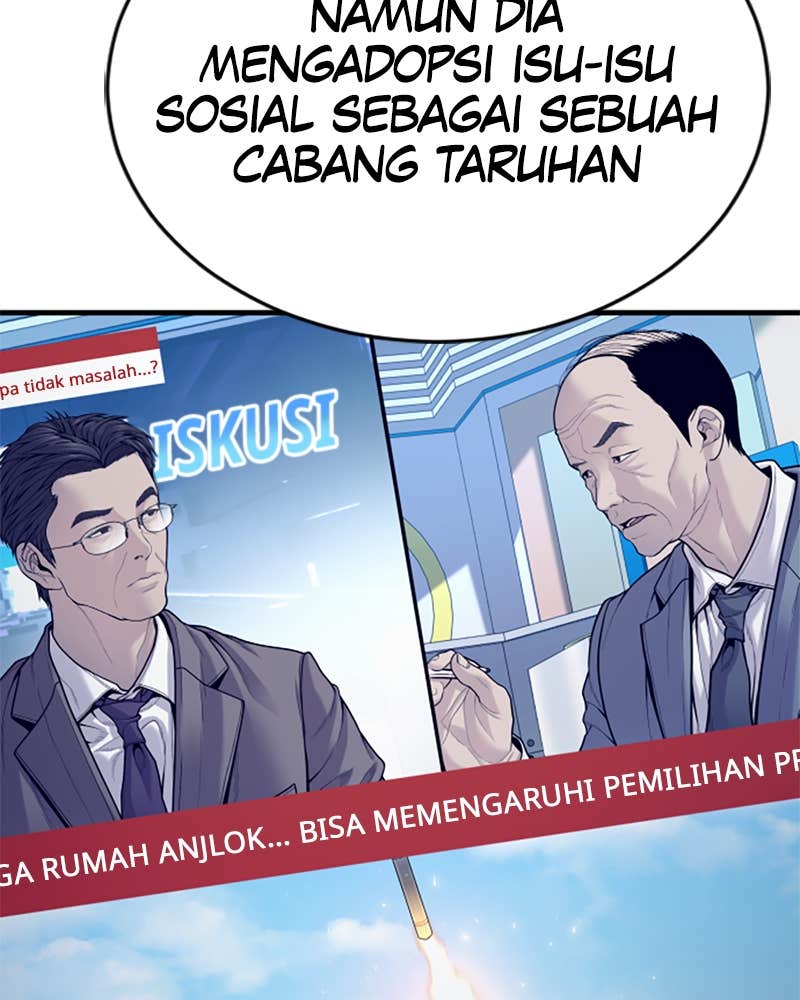 NAMUN DIA
MENGADOPSI ISU-ISU
SOSIAL SEBAGAI SEBUAH
CABANG TARUHAN
pa tidak masalah...?
ISKUSI
GA RUMAH ANJLOK... BISA MEMENGARUHI PEMILIHAN PR